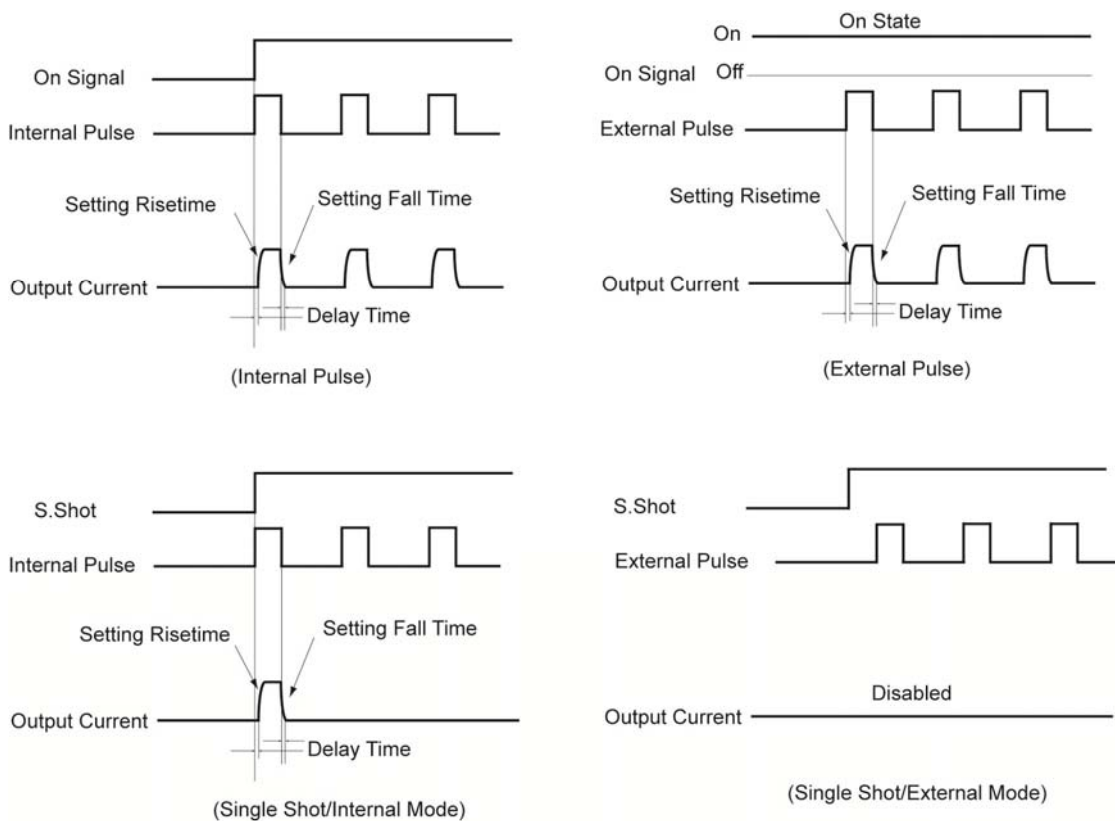 On Signal
Internal Pulse
Setting Risetime
Setting Fall Time
Output Current
Delay Time
(Internal Pulse)
On State
On
On Signal
Off
External Pulse
Setting Risetime
Setting Fall Time
Output Current
Delay Time
(External Pulse)
S.Shot
Internal Pulse
Setting Risetime
Setting Fall Time
Output Current
Delay Time
(Single Shot/Internal Mode)
S.Shot
External Pulse
Disabled
Output Current
(Single Shot/External Mode)